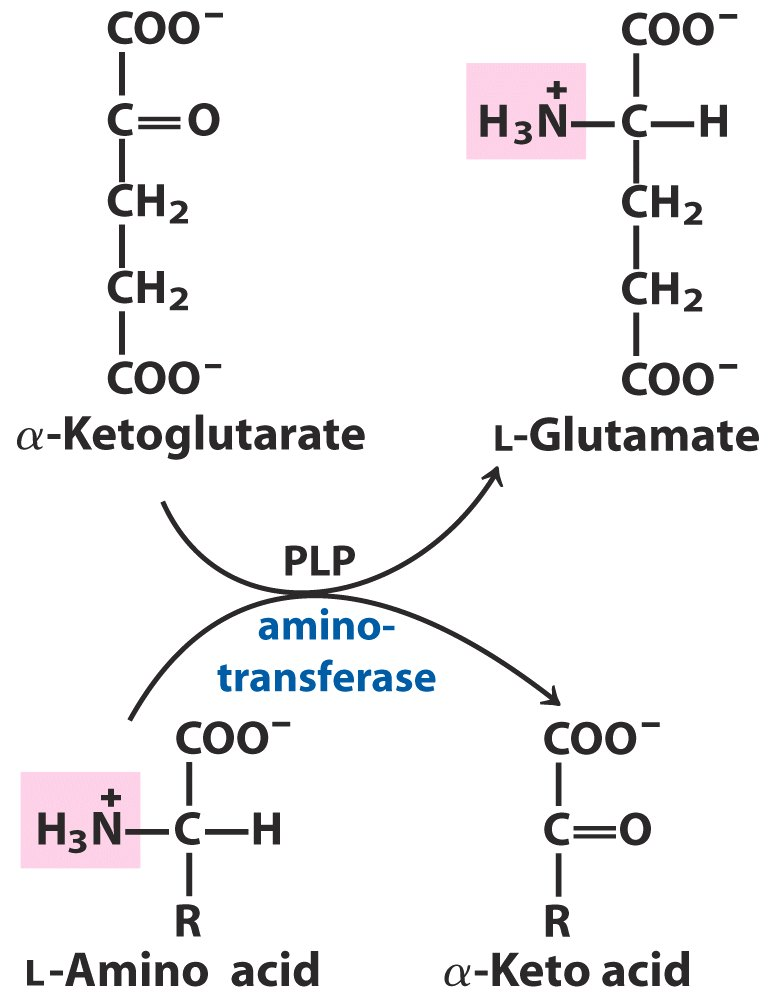 COO⁻
C=O
CH₂
CH₂
COO⁻
α-Ketoglutarate
COO⁻
H₃N⁺—C—H
CH₂
CH₂
COO⁻
L-Glutamate
PLP
amino-
transferase
COO⁻
H₃N⁺—C—H
R
L-Amino acid
COO⁻
C=O
R
α-Keto acid